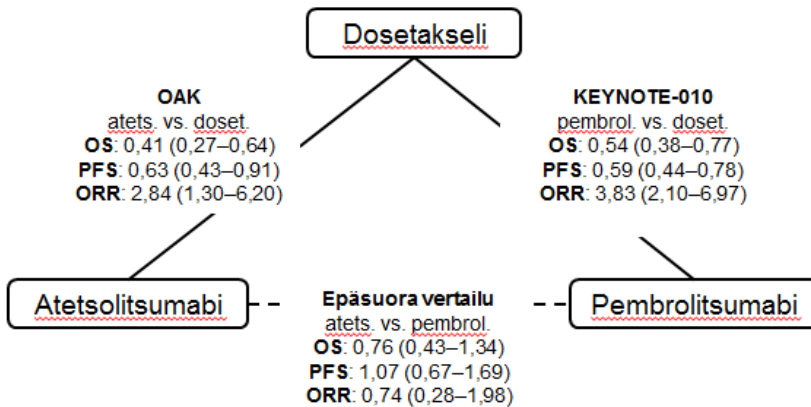 Dosetakseli
OAK
atets. vs. doset.
OS: 0,41 (0,27–0,64)
PFS: 0,63 (0,43–0,91)
ORR: 2,84 (1,30–6,20)
KEYNOTE-010
pembrol. vs. doset.
OS: 0,54 (0,38–0,77)
PFS: 0,59 (0,44–0,78)
ORR: 3,83 (2,10–6,97)
Atetsolitsumabi
Epäsuora vertailu
atets. vs. pembrol.
OS: 0,76 (0,43–1,34)
PFS: 1,07 (0,67–1,69)
ORR: 0,74 (0,28–1,98)
Pembrolitsumabi